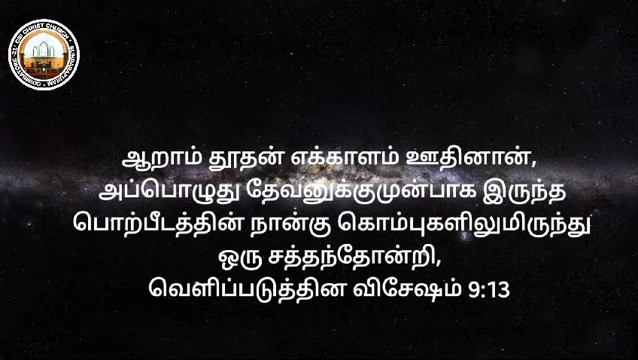 ஆறாம் தூதன் எக்காளம் ஊதினான்,
அப்பொழுது தேவனுக்குமுன்பாக இருந்த
பொற்பீடத்தின் நான்கு கொம்புகளிலுமிருந்து
ஒரு சத்தந்தோன்றி,
வெளிப்படுத்தின விசேஷம் 9:13